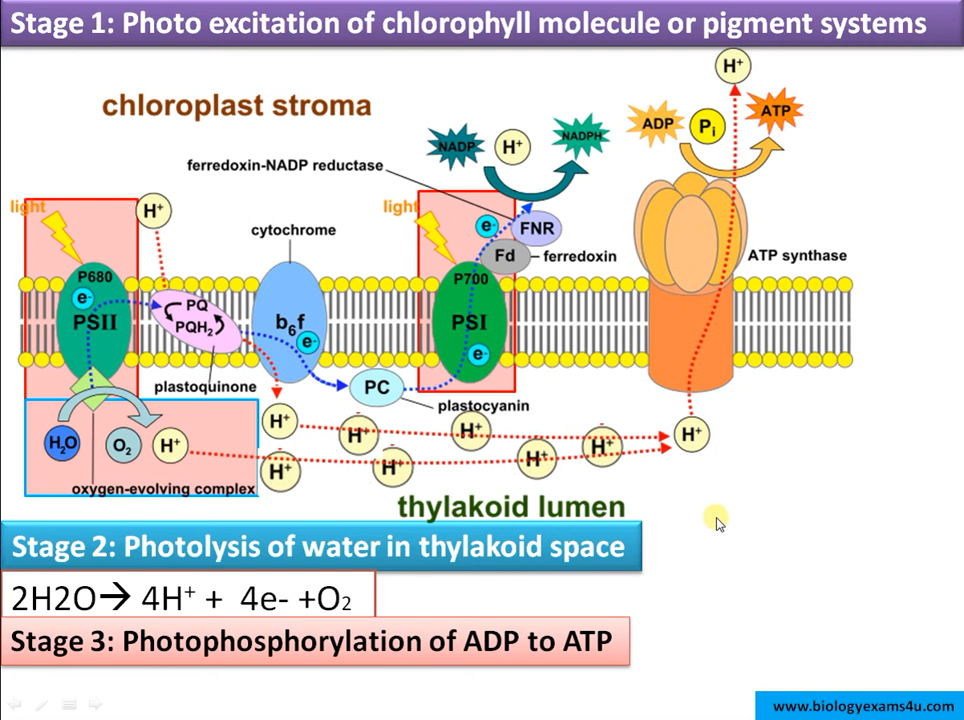 Stage 1: Photo excitation of chlorophyll molecule or pigment systems
H+
chloroplast stroma
ADP
Pi
ATP
NADP
H+
NADPH
ferredoxin-NADP reductase
light
H+
light
cytochrome
e-
FNR
Fd
ferredoxin
ATP synthase
P680
e-
PSII
PQ
PQH2
b6f
e-
P700
PSI
e-
plastoquinone
PC
plastocyanin
H2O
O2
H+
H+
H+
H+
H+
H+
H+
H+
H+
oxygen-evolving complex
thylakoid lumen
Stage 2: Photolysis of water in thylakoid space
2H2O→ 4H+ + 4e- +O2
Stage 3: Photophosphorylation of ADP to ATP
www.biologyexams4u.com